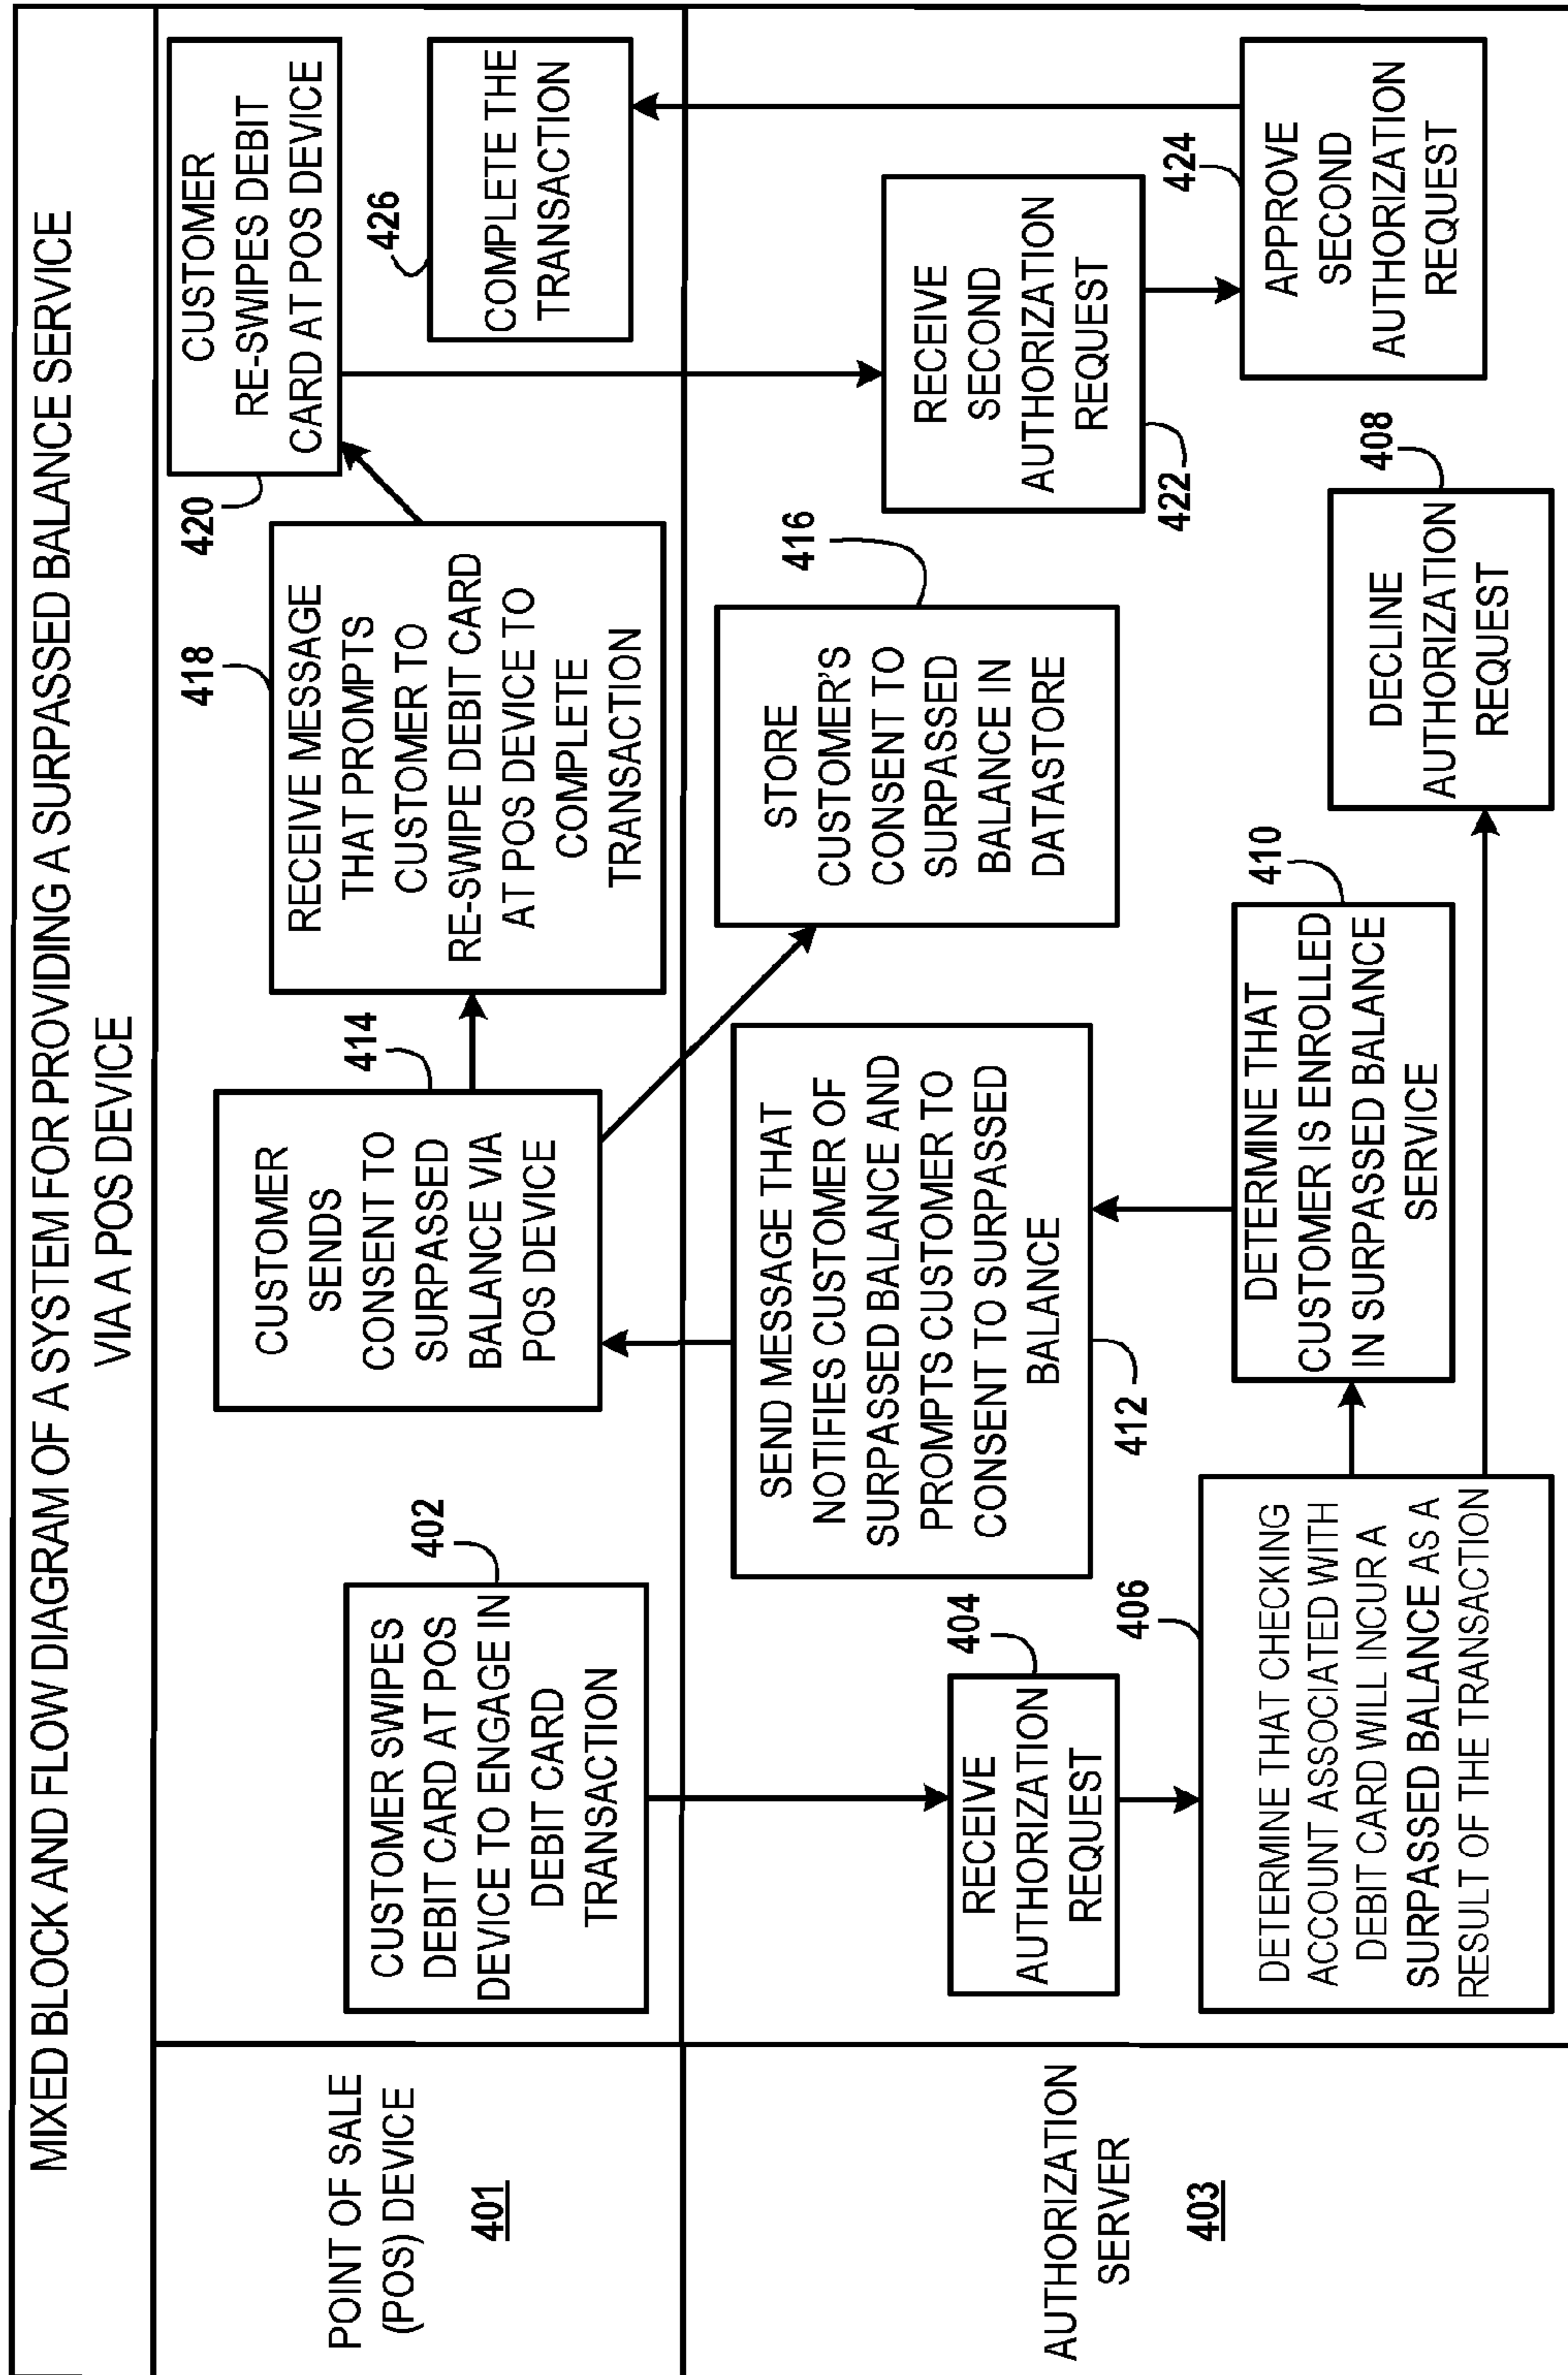 MIXED BLOCK AND FLOW DIAGRAM OF A SYSTEM FOR PROVIDING A SURPASSED BALANCE SERVICE
VIA A POS DEVICE
POINT OF SALE
(POS) DEVICE
401
402
CUSTOMER SWIPES
DEBIT CARD AT POS
DEVICE TO ENGAGE IN
DEBIT CARD
TRANSACTION
414
CUSTOMER
SENDS
CONSENT TO
SURPASSED
BALANCE VIA
POS DEVICE
418
RECEIVE MESSAGE
THAT PROMPTS
CUSTOMER TO
RE-SWIPE DEBIT CARD
AT POS DEVICE TO
COMPLETE
TRANSACTION
420
CUSTOMER
RE-SWIPES DEBIT
CARD AT POS DEVICE
426
COMPLETE THE
TRANSACTION
AUTHORIZATION
SERVER
403
404
RECEIVE
AUTHORIZATION
REQUEST
406
DETERMINE THAT CHECKING
ACCOUNT ASSOCIATED WITH
DEBIT CARD WILL INCUR A
SURPASSED BALANCE AS A
RESULT OF THE TRANSACTION
SEND MESSAGE THAT
NOTIFIES CUSTOMER OF
SURPASSED BALANCE AND
PROMPTS CUSTOMER TO
CONSENT TO SURPASSED
BALANCE
412
410
DETERMINE THAT
CUSTOMER IS ENROLLED
IN SURPASSED BALANCE
SERVICE
416
STORE
CUSTOMER'S
CONSENT TO
SURPASSED
BALANCE IN
DATASTORE
408
DECLINE
AUTHORIZATION
REQUEST
RECEIVE
SECOND
AUTHORIZATION
REQUEST
422
424
APPROVE
SECOND
AUTHORIZATION
REQUEST